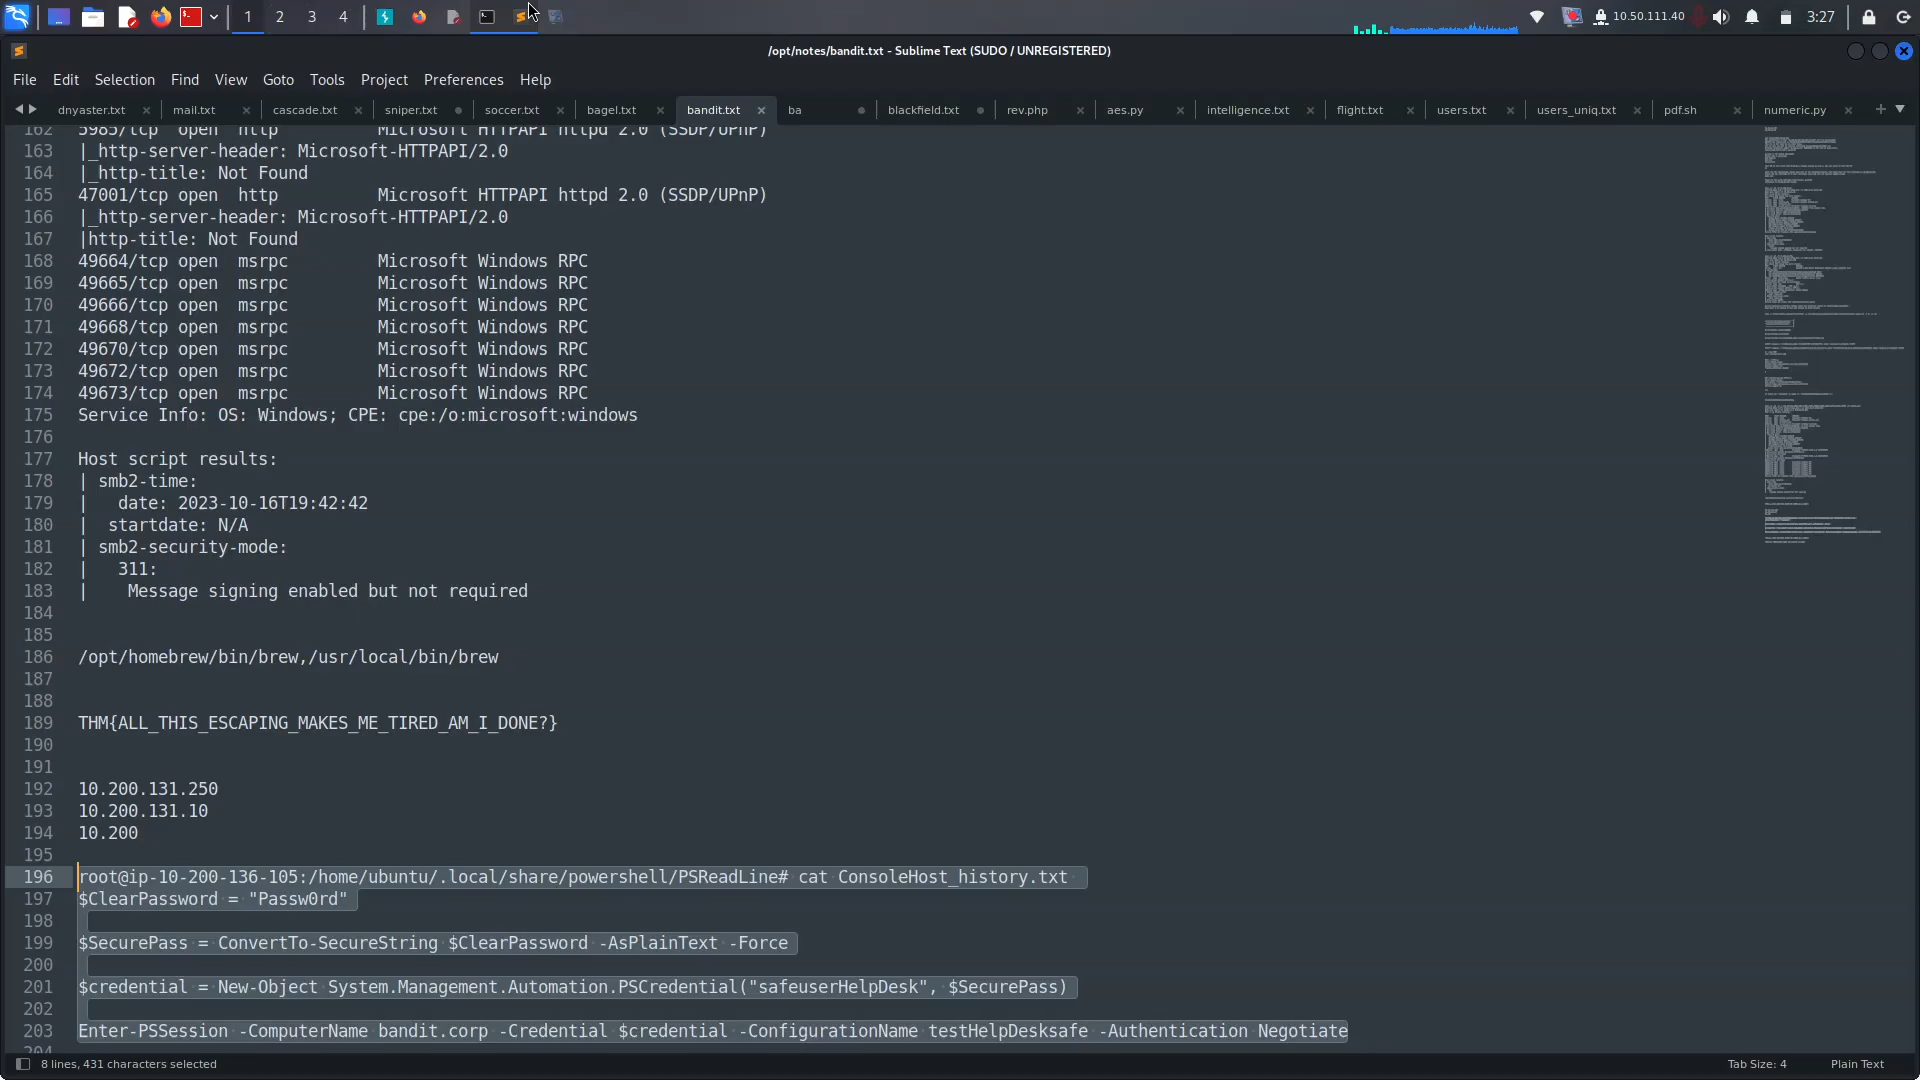 1 2 3 4 10.50.111.40 3:27
/opt/notes/bandit.txt - Sublime Text (SUDO / UNREGISTERED)
File Edit Selection Find View Goto Tools Project Preferences Help
dnyaster.txt mail.txt cascade.txt sniper.txt soccer.txt bagel.txt bandit.txt ba blackfield.txt rev.php aes.py intelligence.txt flight.txt users.txt users_uniq.txt pdf.sh numeric.py
162 5985/tcp open http Microsoft HTTPAPI httpd 2.0 (SSDP/UPnP)
163 |_http-server-header: Microsoft-HTTPAPI/2.0
164 |_http-title: Not Found
165 47001/tcp open http Microsoft HTTPAPI httpd 2.0 (SSDP/UPnP)
166 |_http-server-header: Microsoft-HTTPAPI/2.0
167 |http-title: Not Found
168 49664/tcp open msrpc Microsoft Windows RPC
169 49665/tcp open msrpc Microsoft Windows RPC
170 49666/tcp open msrpc Microsoft Windows RPC
171 49668/tcp open msrpc Microsoft Windows RPC
172 49670/tcp open msrpc Microsoft Windows RPC
173 49672/tcp open msrpc Microsoft Windows RPC
174 49673/tcp open msrpc Microsoft Windows RPC
175 Service Info: OS: Windows; CPE: cpe:/o:microsoft:windows
176
177 Host script results:
178 | smb2-time:
179 | date: 2023-10-16T19:42:42
180 | startdate: N/A
181 | smb2-security-mode:
182 | 311:
183 | Message signing enabled but not required
184
185
186 /opt/homebrew/bin/brew,/usr/local/bin/brew
187
188
189 THM{ALL_THIS_ESCAPING_MAKES_ME_TIRED_AM_I_DONE?}
190
191
192 10.200.131.250
193 10.200.131.10
194 10.200
195
196 root@ip-10-200-136-105:/home/ubuntu/.local/share/powershell/PSReadLine# cat ConsoleHost_history.txt
197 $ClearPassword = "Passw0rd"
198
199 $SecurePass = ConvertTo-SecureString $ClearPassword -AsPlainText -Force
200
201 $credential = New-Object System.Management.Automation.PSCredential("safeuserHelpDesk", $SecurePass)
202
203 Enter-PSSession -ComputerName bandit.corp -Credential $credential -ConfigurationName testHelpDesksafe -Authentication Negotiate
204
8 lines, 431 characters selected Tab Size: 4 Plain Text